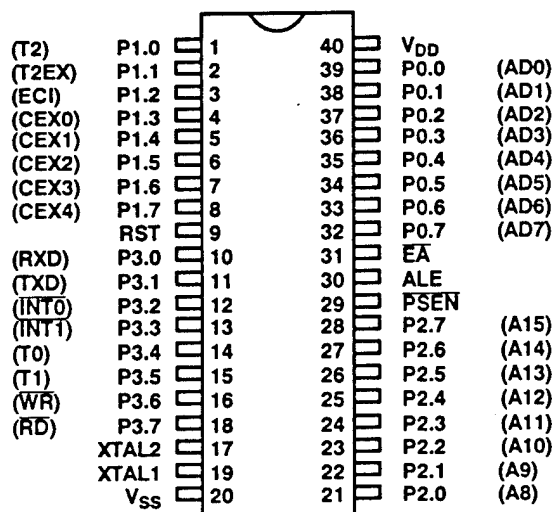 (T2) P1.0 1 40 VDD
(T2EX) P1.1 2 39 P0.0 (AD0)
(ECI) P1.2 3 38 P0.1 (AD1)
(CEX0) P1.3 4 37 P0.2 (AD2)
(CEX1) P1.4 5 36 P0.3 (AD3)
(CEX2) P1.5 6 35 P0.4 (AD4)
(CEX3) P1.6 7 34 P0.5 (AD5)
(CEX4) P1.7 8 33 P0.6 (AD6)
RST 9 32 P0.7 (AD7)
(RXD) P3.0 10 31 E̅A̅
(TXD) P3.1 11 30 ALE
(I̅N̅T̅0̅) P3.2 12 29 P̅S̅E̅N̅
(I̅N̅T̅1̅) P3.3 13 28 P2.7 (A15)
(T0) P3.4 14 27 P2.6 (A14)
(T1) P3.5 15 26 P2.5 (A13)
(W̅R̅) P3.6 16 25 P2.4 (A12)
(R̅D̅) P3.7 18 24 P2.3 (A11)
XTAL2 17 23 P2.2 (A10)
XTAL1 19 22 P2.1 (A9)
VSS 20 21 P2.0 (A8)